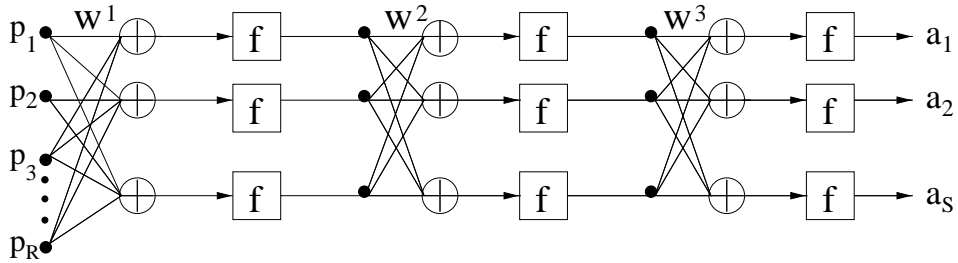 p₁ W¹ f W² f W³ f a₁
p₂ f f f a₂
p₃
f f f aS
pR